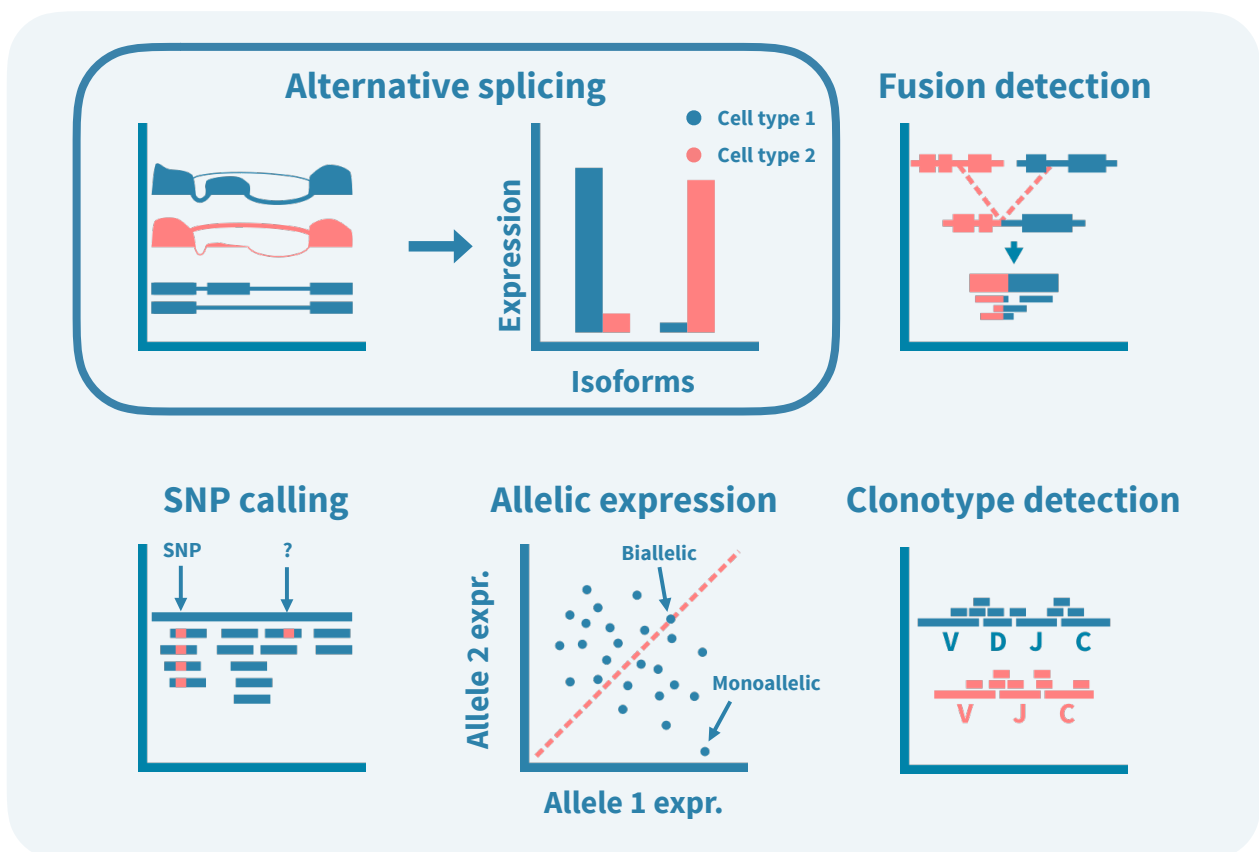 Alternative splicing
Cell type 1
Cell type 2
Expression
Isoforms
Fusion detection
SNP calling
SNP
?
Allelic expression
Biallelic
Monoallelic
Allele 2 expr.
Allele 1 expr.
Clonotype detection
V D J C
V J C